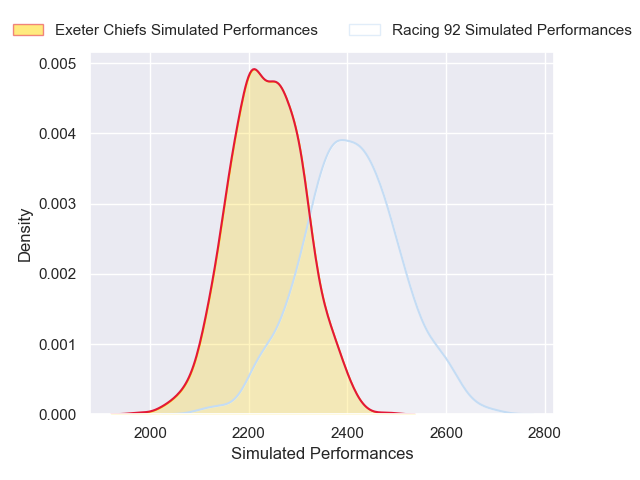 Exeter Chiefs Simulated Performances Racing 92 Simulated Performances
0.005
0.004
0.003
0.002
0.001
0.000
Density
2000 2200 2400 2600 2800
Simulated Performances